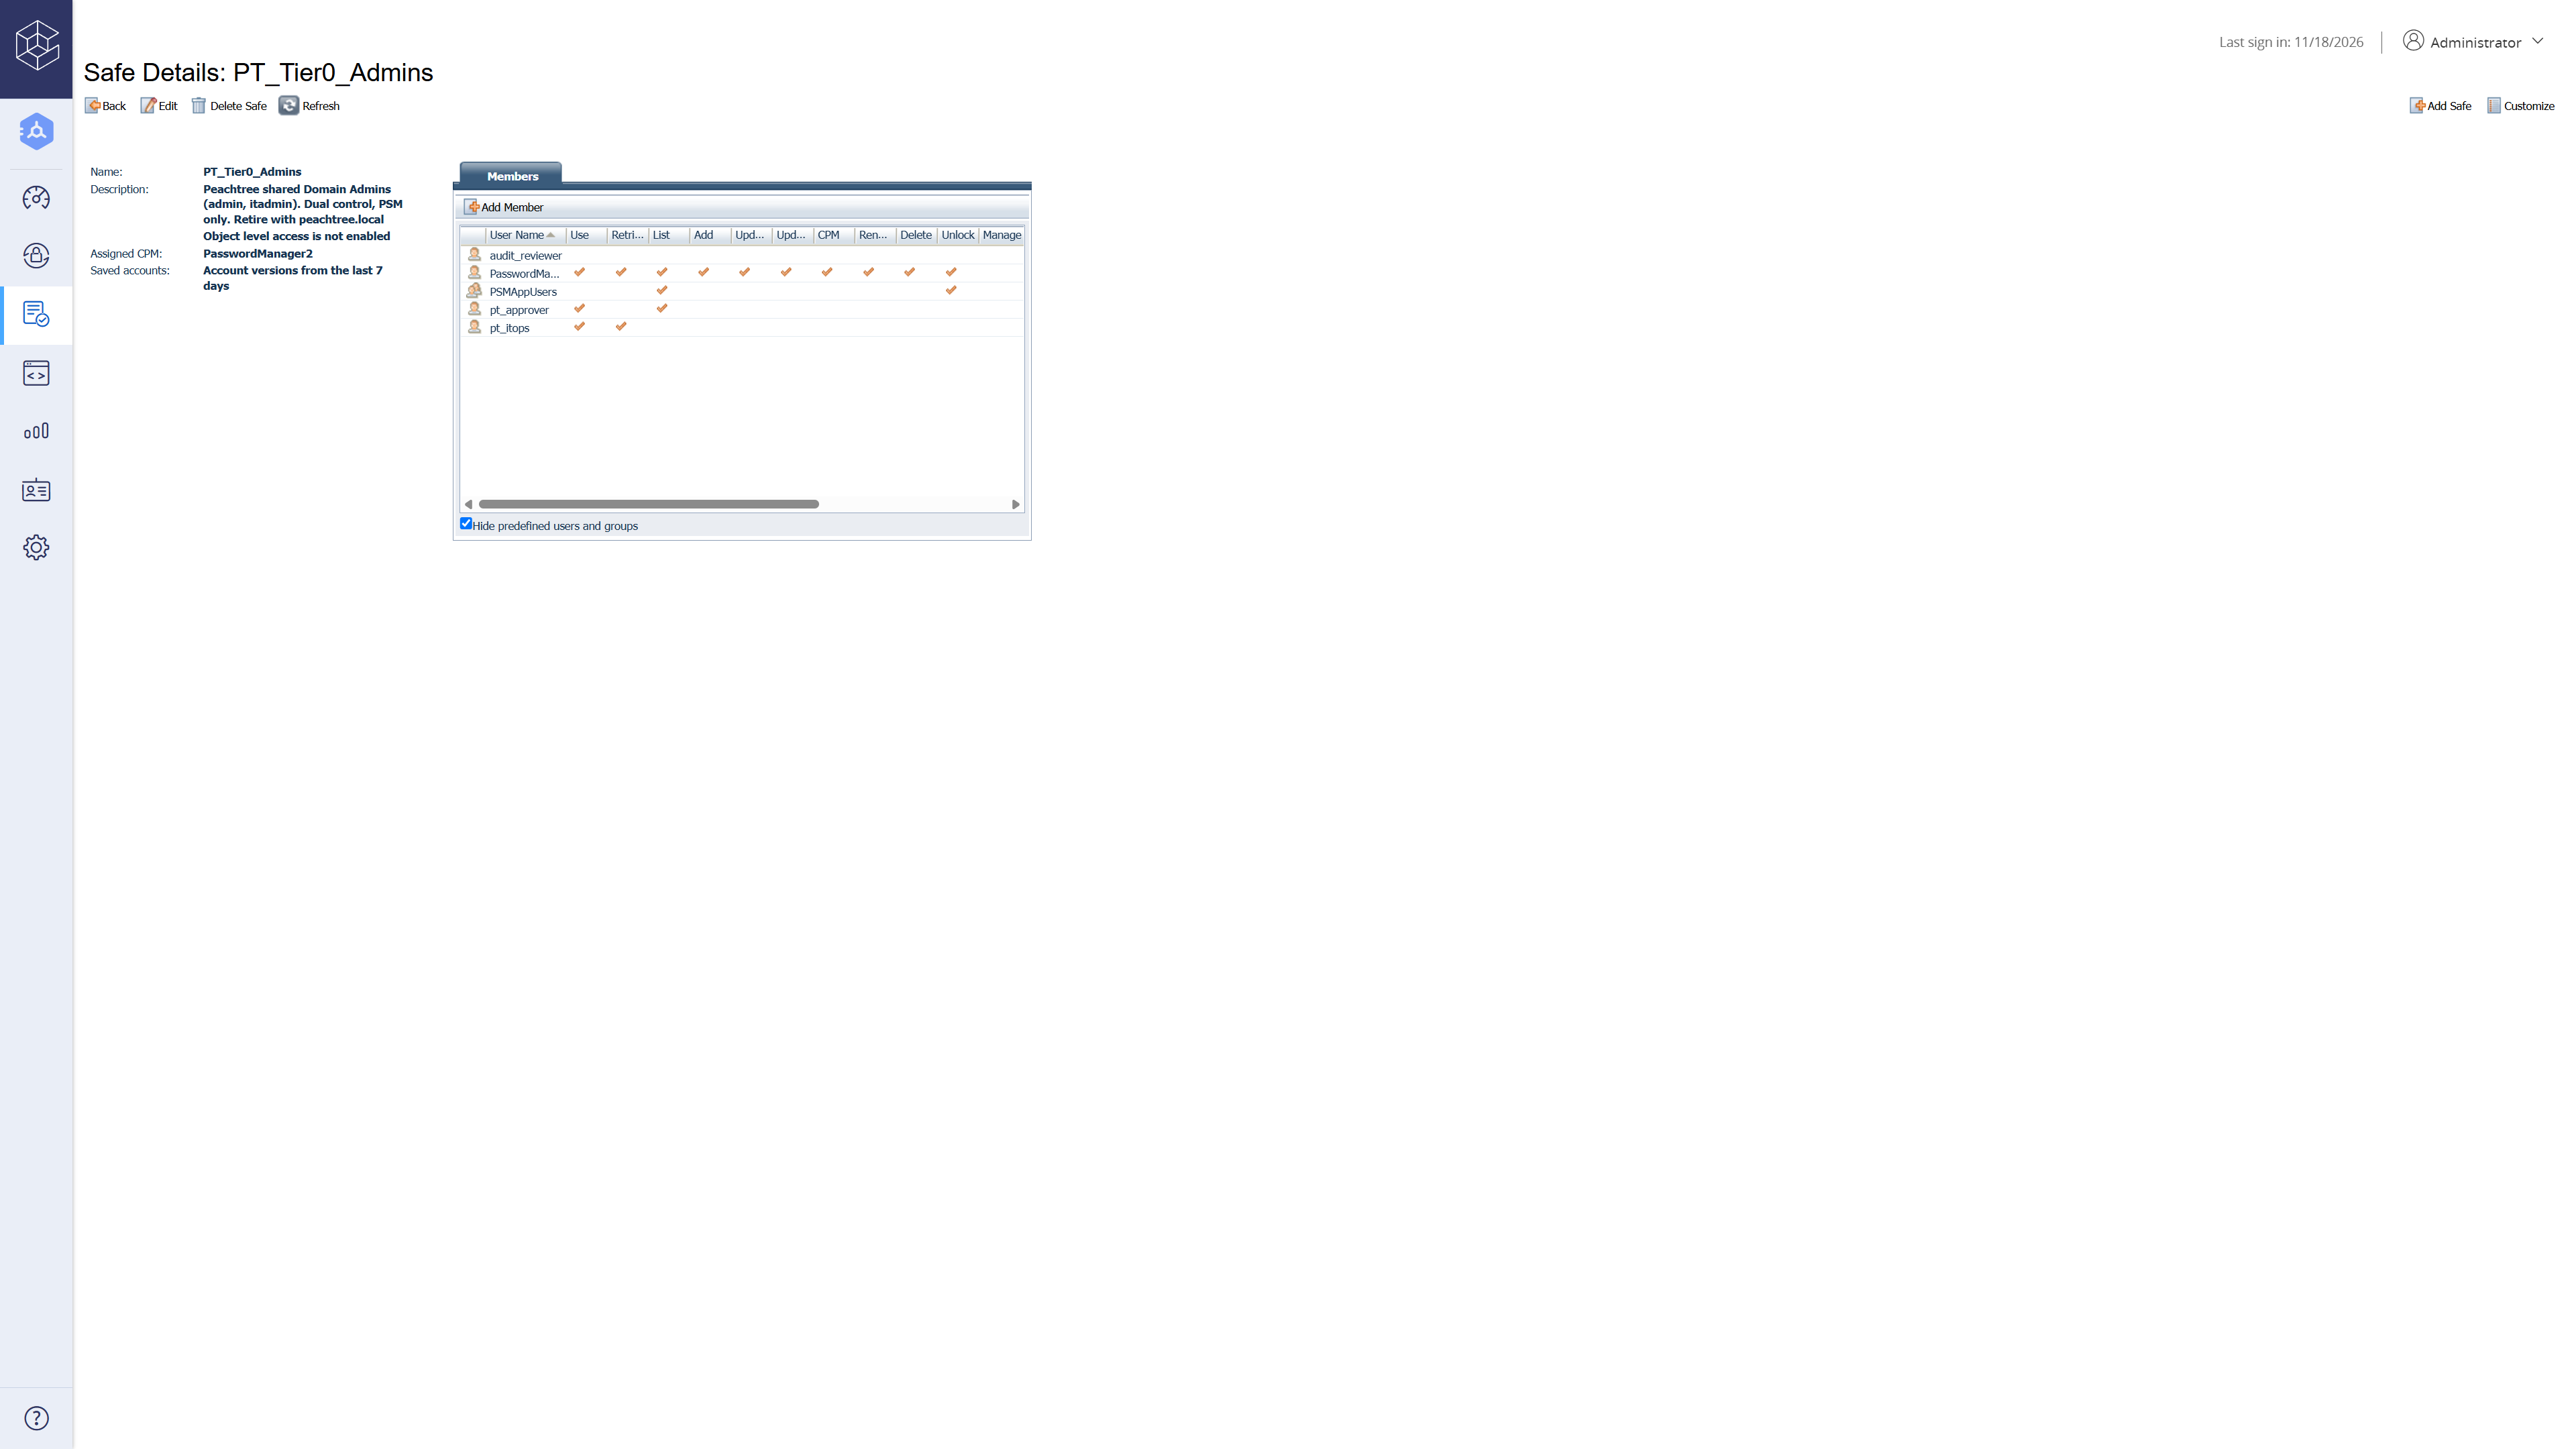 Last sign in: 11/18/2026
Administrator
Safe Details: PT_Tier0_Admins
Back
Edit
Delete Safe
Refresh
Add Safe
Customize
Name: PT_Tier0_Admins
Description: Peachtree shared Domain Admins
(admin, itadmin). Dual control, PSM
only. Retire with peachtree.local
Object level access is not enabled
Assigned CPM: PasswordManager2
Saved accounts: Account versions from the last 7
days
Members
Add Member
User Name Use Retri... List Add Upd... Upd... CPM Ren... Delete Unlock Manage
audit_reviewer
PasswordMa...
PSMAppUsers
pt_approver
pt_itops
Hide predefined users and groups